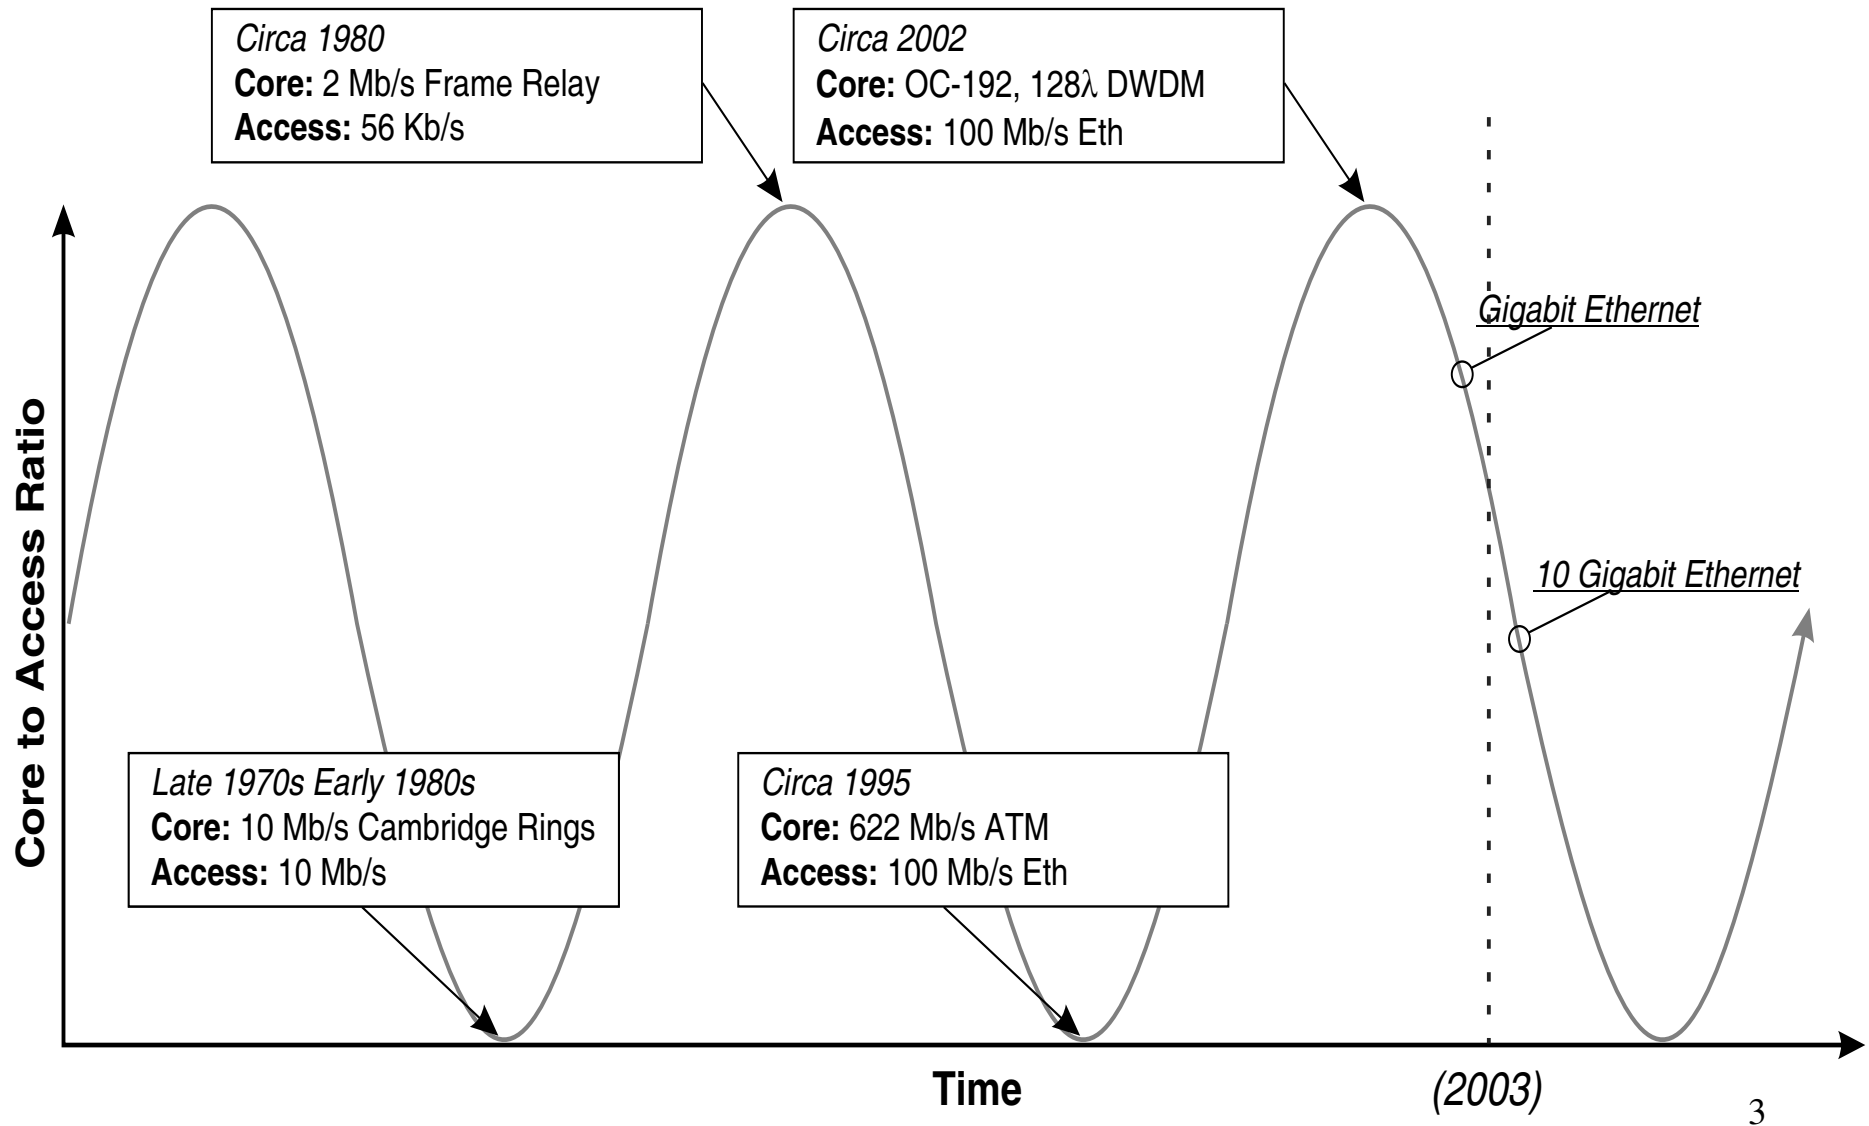 Circa 1980
Core: 2 Mb/s Frame Relay
Access: 56 Kb/s
Circa 2002
Core: OC-192, 128λ DWDM
Access: 100 Mb/s Eth
Gigabit Ethernet
10 Gigabit Ethernet
Core to Access Ratio
Late 1970s Early 1980s
Core: 10 Mb/s Cambridge Rings
Access: 10 Mb/s
Circa 1995
Core: 622 Mb/s ATM
Access: 100 Mb/s Eth
Time
(2003)
3